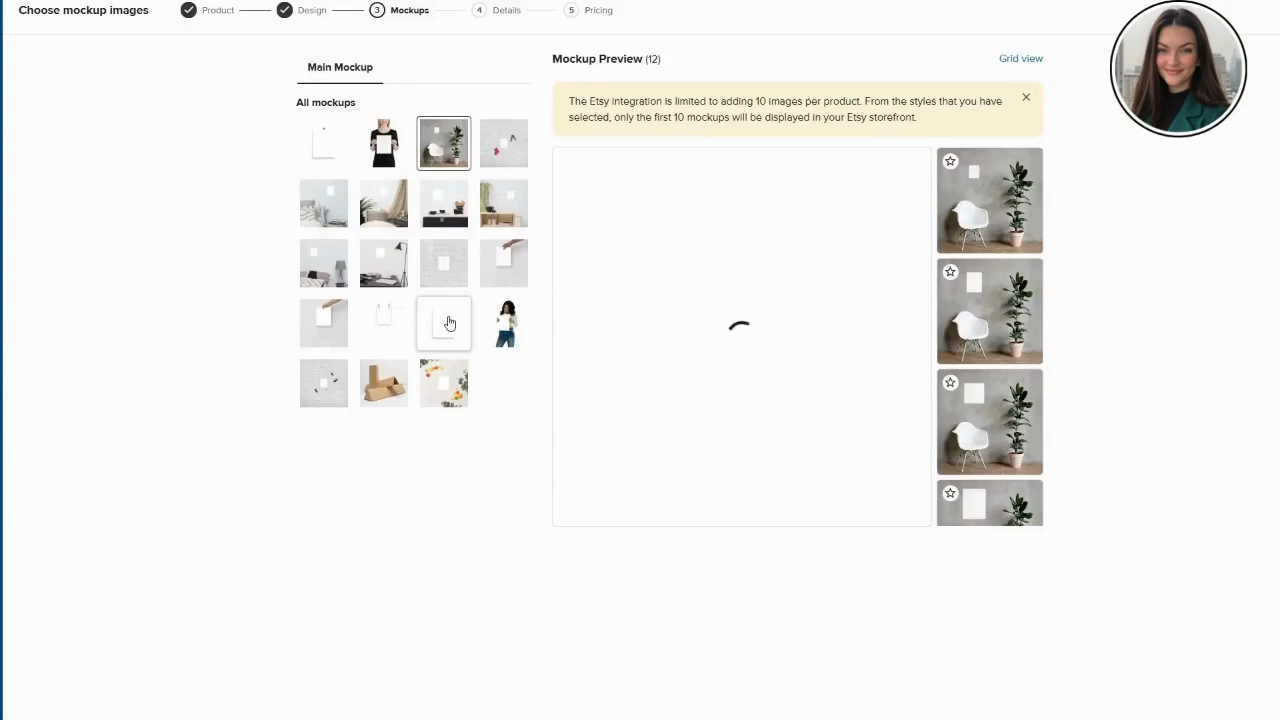 Choose mockup images
Product
Design
3 Mockups
4 Details
5 Pricing
Main Mockup
All mockups
Mockup Preview (12)
Grid view
The Etsy integration is limited to adding 10 images per product. From the styles that you have
selected, only the first 10 mockups will be displayed in your Etsy storefront.